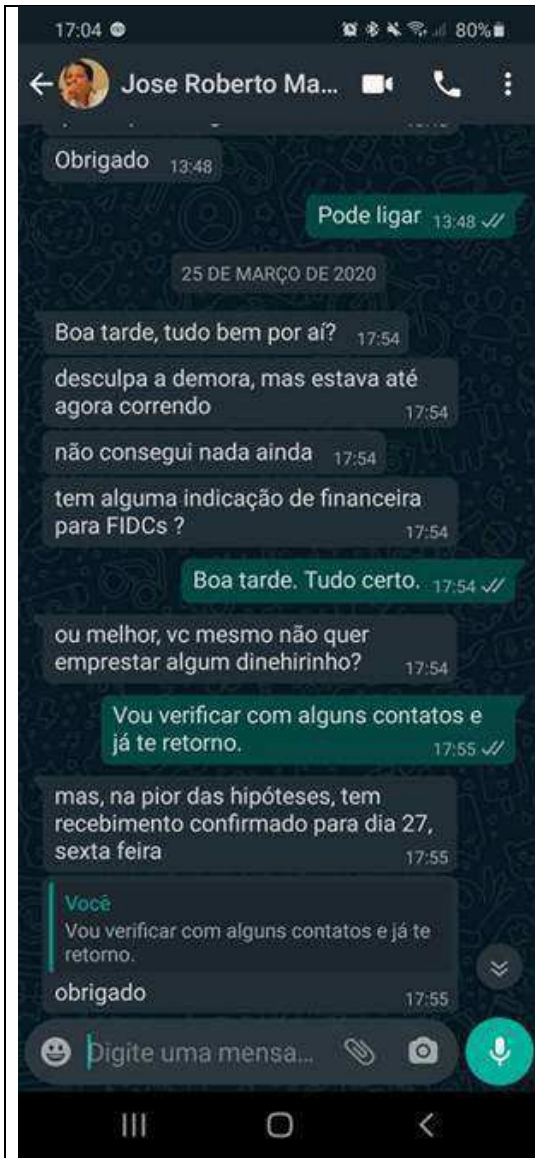 17:04
80%
Jose Roberto Ma...
Obrigado 13:48
Pode ligar 13:48
25 DE MARÇO DE 2020
Boa tarde, tudo bem por aí? 17:54
desculpa a demora, mas estava até
agora correndo 17:54
não consegui nada ainda 17:54
tem alguma indicação de financeira
para FIDCs ? 17:54
Boa tarde. Tudo certo. 17:54
ou melhor, vc mesmo não quer
emprestar algum dinehirinho? 17:54
Vou verificar com alguns contatos e
já te retorno. 17:55
mas, na pior das hipóteses, tem
recebimento confirmado para dia 27,
sexta feira 17:55
Você
Vou verificar com alguns contatos e já te
retorno.
obrigado 17:55
Digite uma mensa...